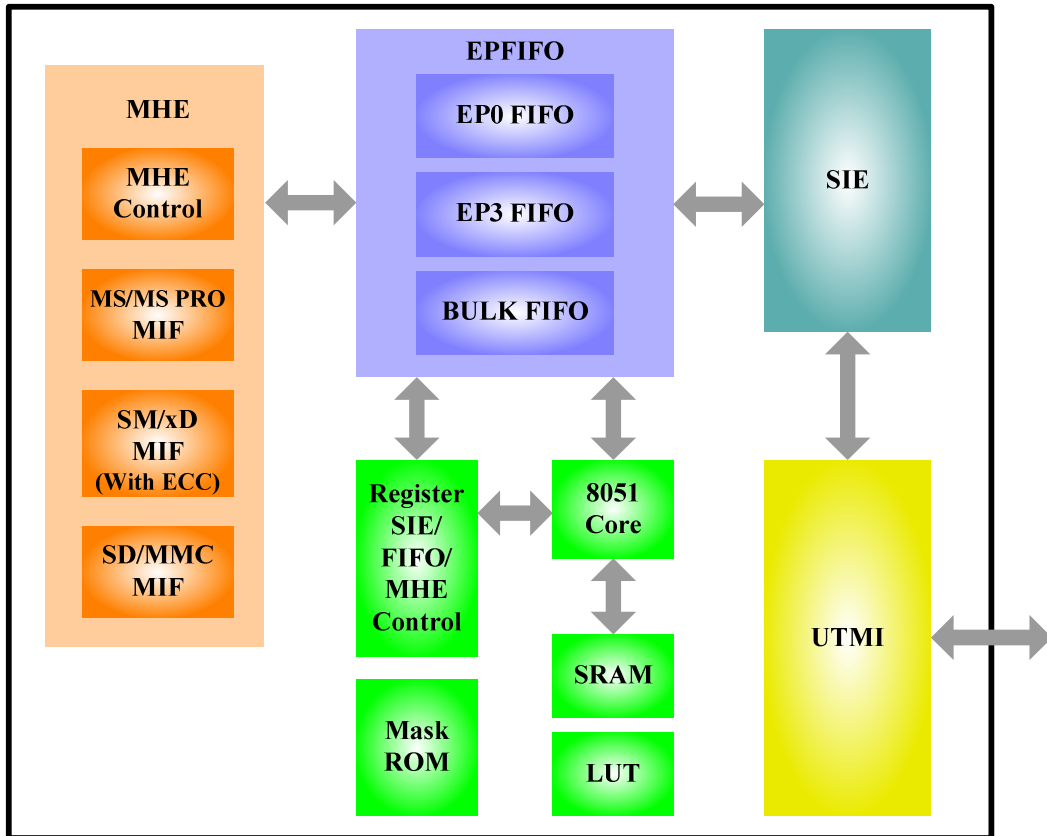 MHE
MHE
Control
MS/MS PRO
MIF
SM/xD
MIF
(With ECC)
SD/MMC
MIF
EPFIFO
EP0 FIFO
EP3 FIFO
BULK FIFO
SIE
Register
SIE/
FIFO/
MHE
Control
8051
Core
SRAM
Mask
ROM
LUT
UTMI